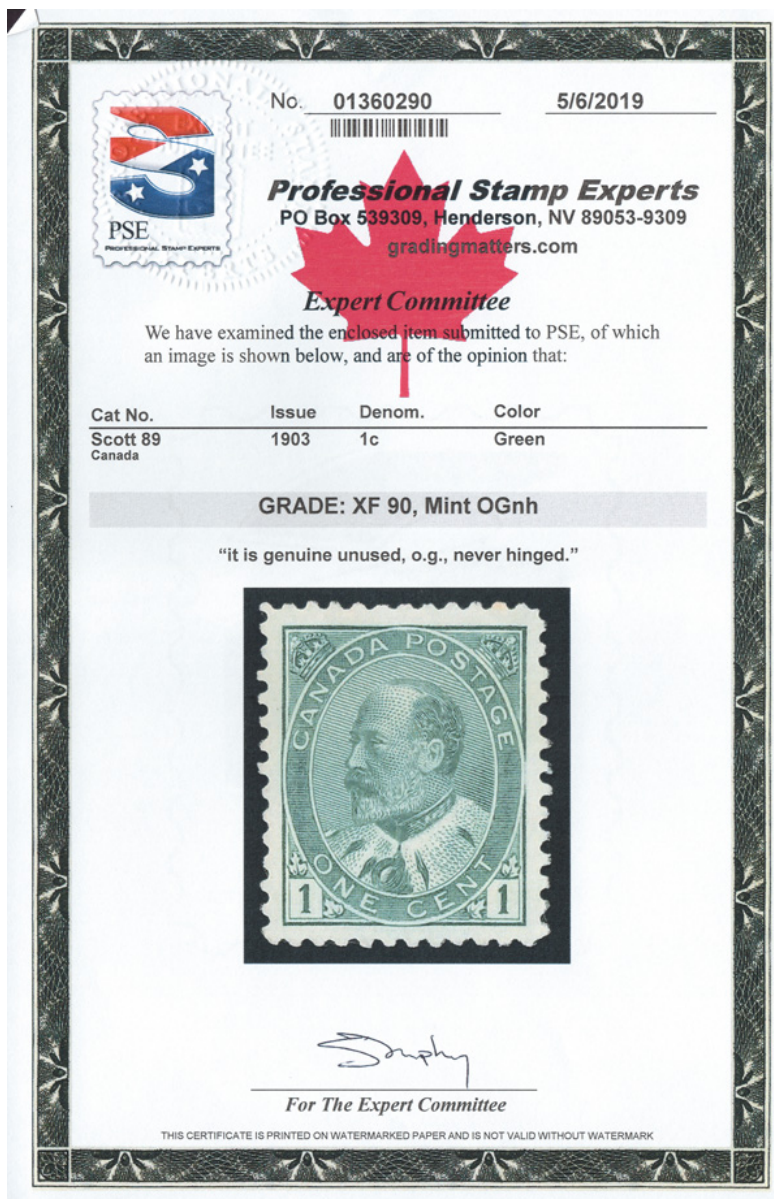 No. 01360290 5/6/2019
PSE
PROFESSIONAL STAMP EXPERTS
Professional Stamp Experts
PO Box 539309, Henderson, NV 89053-9309
gradingmatters.com
Expert Committee
We have examined the enclosed item submitted to PSE, of which
an image is shown below, and are of the opinion that:
Cat No. Issue Denom. Color
Scott 89 1903 1c Green
Canada
GRADE: XF 90, Mint OGnh
“it is genuine unused, o.g., never hinged.”
CANADA POSTAGE
ONE CENT
1 1
For The Expert Committee
THIS CERTIFICATE IS PRINTED ON WATERMARKED PAPER AND IS NOT VALID WITHOUT WATERMARK